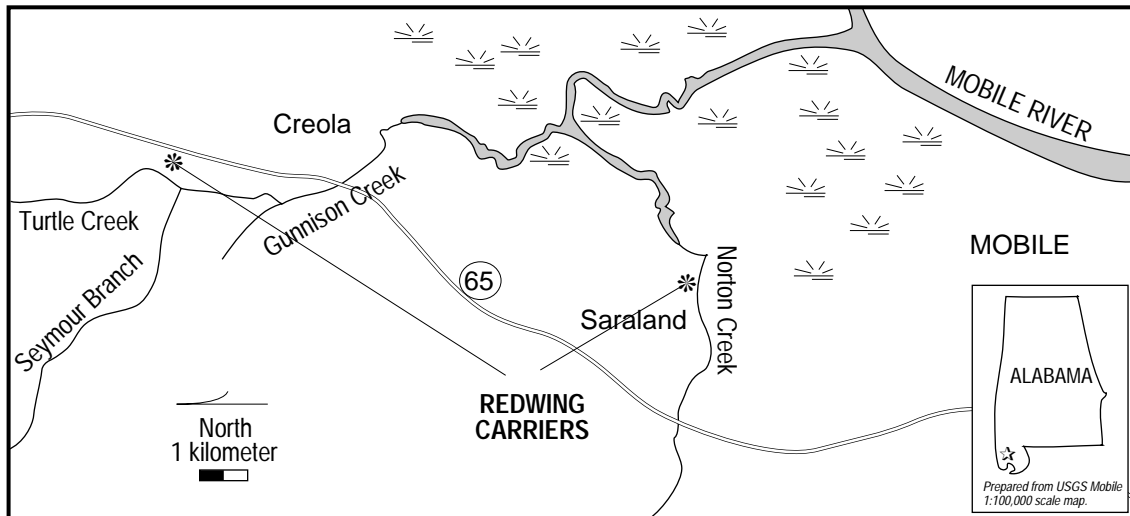 MOBILE RIVER
Creola
Turtle Creek
Gunnison Creek
Seymour Branch
65
MOBILE
Norton Creek
Saraland
REDWING
CARRIERS
North
1 kilometer
ALABAMA
Prepared from USGS Mobile
1:100,000 scale map.